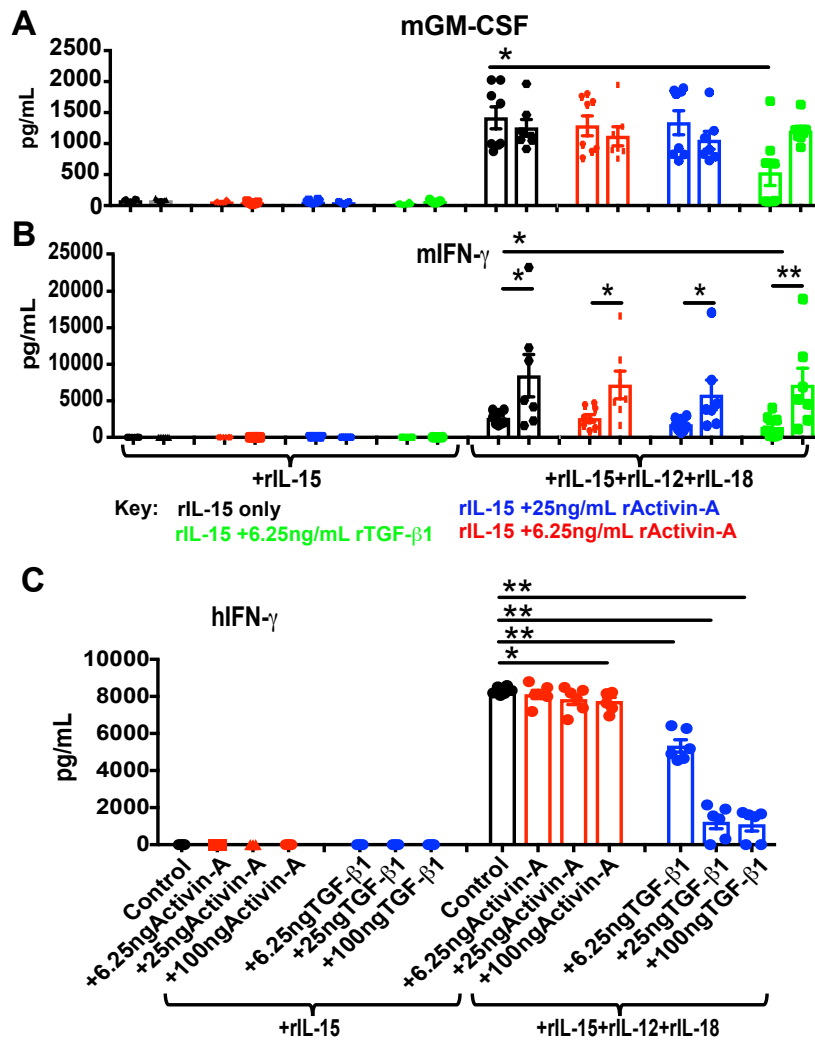 A
mGM-CSF
*
2500
2000
1500
1000
500
0
pg/mL
B
mIFN-γ
*
* * * **
25000
20000
15000
10000
5000
0
pg/mL
+rIL-15 +rIL-15+rIL-12+rIL-18
Key: rIL-15 only rIL-15 +25ng/mL rActivin-A
rIL-15 +6.25ng/mL rTGF-β1 rIL-15 +6.25ng/mL rActivin-A
C
hIFN-γ
**
**
**
*
10000
8000
6000
4000
2000
0
pg/mL
Control
+6.25ngActivin-A
+25ngActivin-A
+100ngActivin-A
+6.25ngTGF-β1
+25ngTGF-β1
+100ngTGF-β1
Control
+6.25ngActivin-A
+25ngActivin-A
+100ngActivin-A
+6.25ngTGF-β1
+25ngTGF-β1
+100ngTGF-β1
+rIL-15 +rIL-15+rIL-12+rIL-18